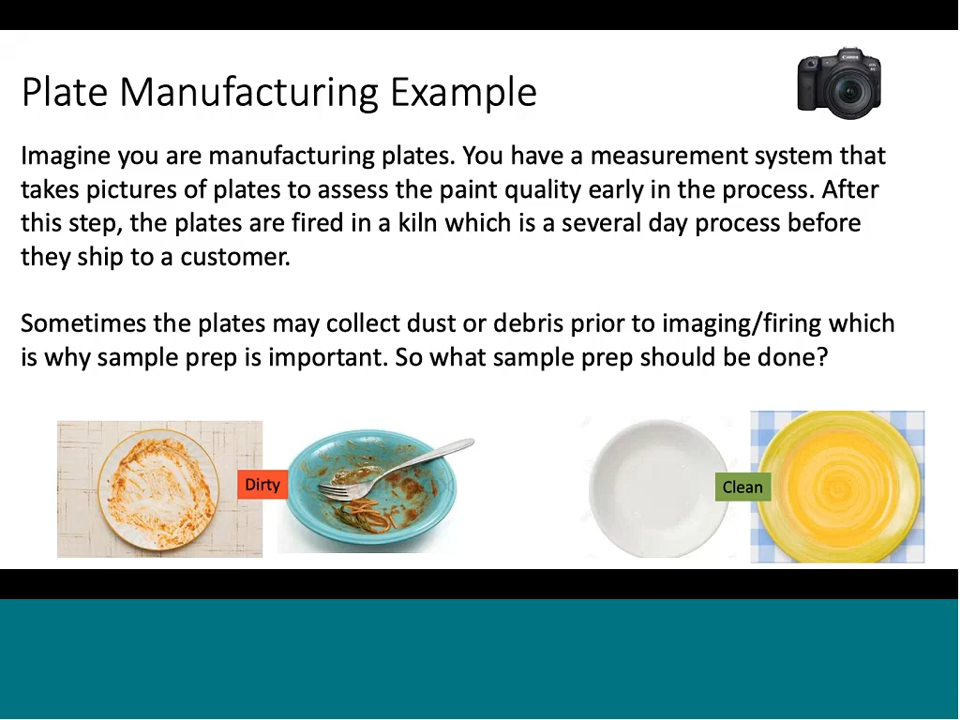 Plate Manufacturing Example
Canon
Imagine you are manufacturing plates. You have a measurement system that
takes pictures of plates to assess the paint quality early in the process. After
this step, the plates are fired in a kiln which is a several day process before
they ship to a customer.
Sometimes the plates may collect dust or debris prior to imaging/firing which
is why sample prep is important. So what sample prep should be done?
Dirty
Clean